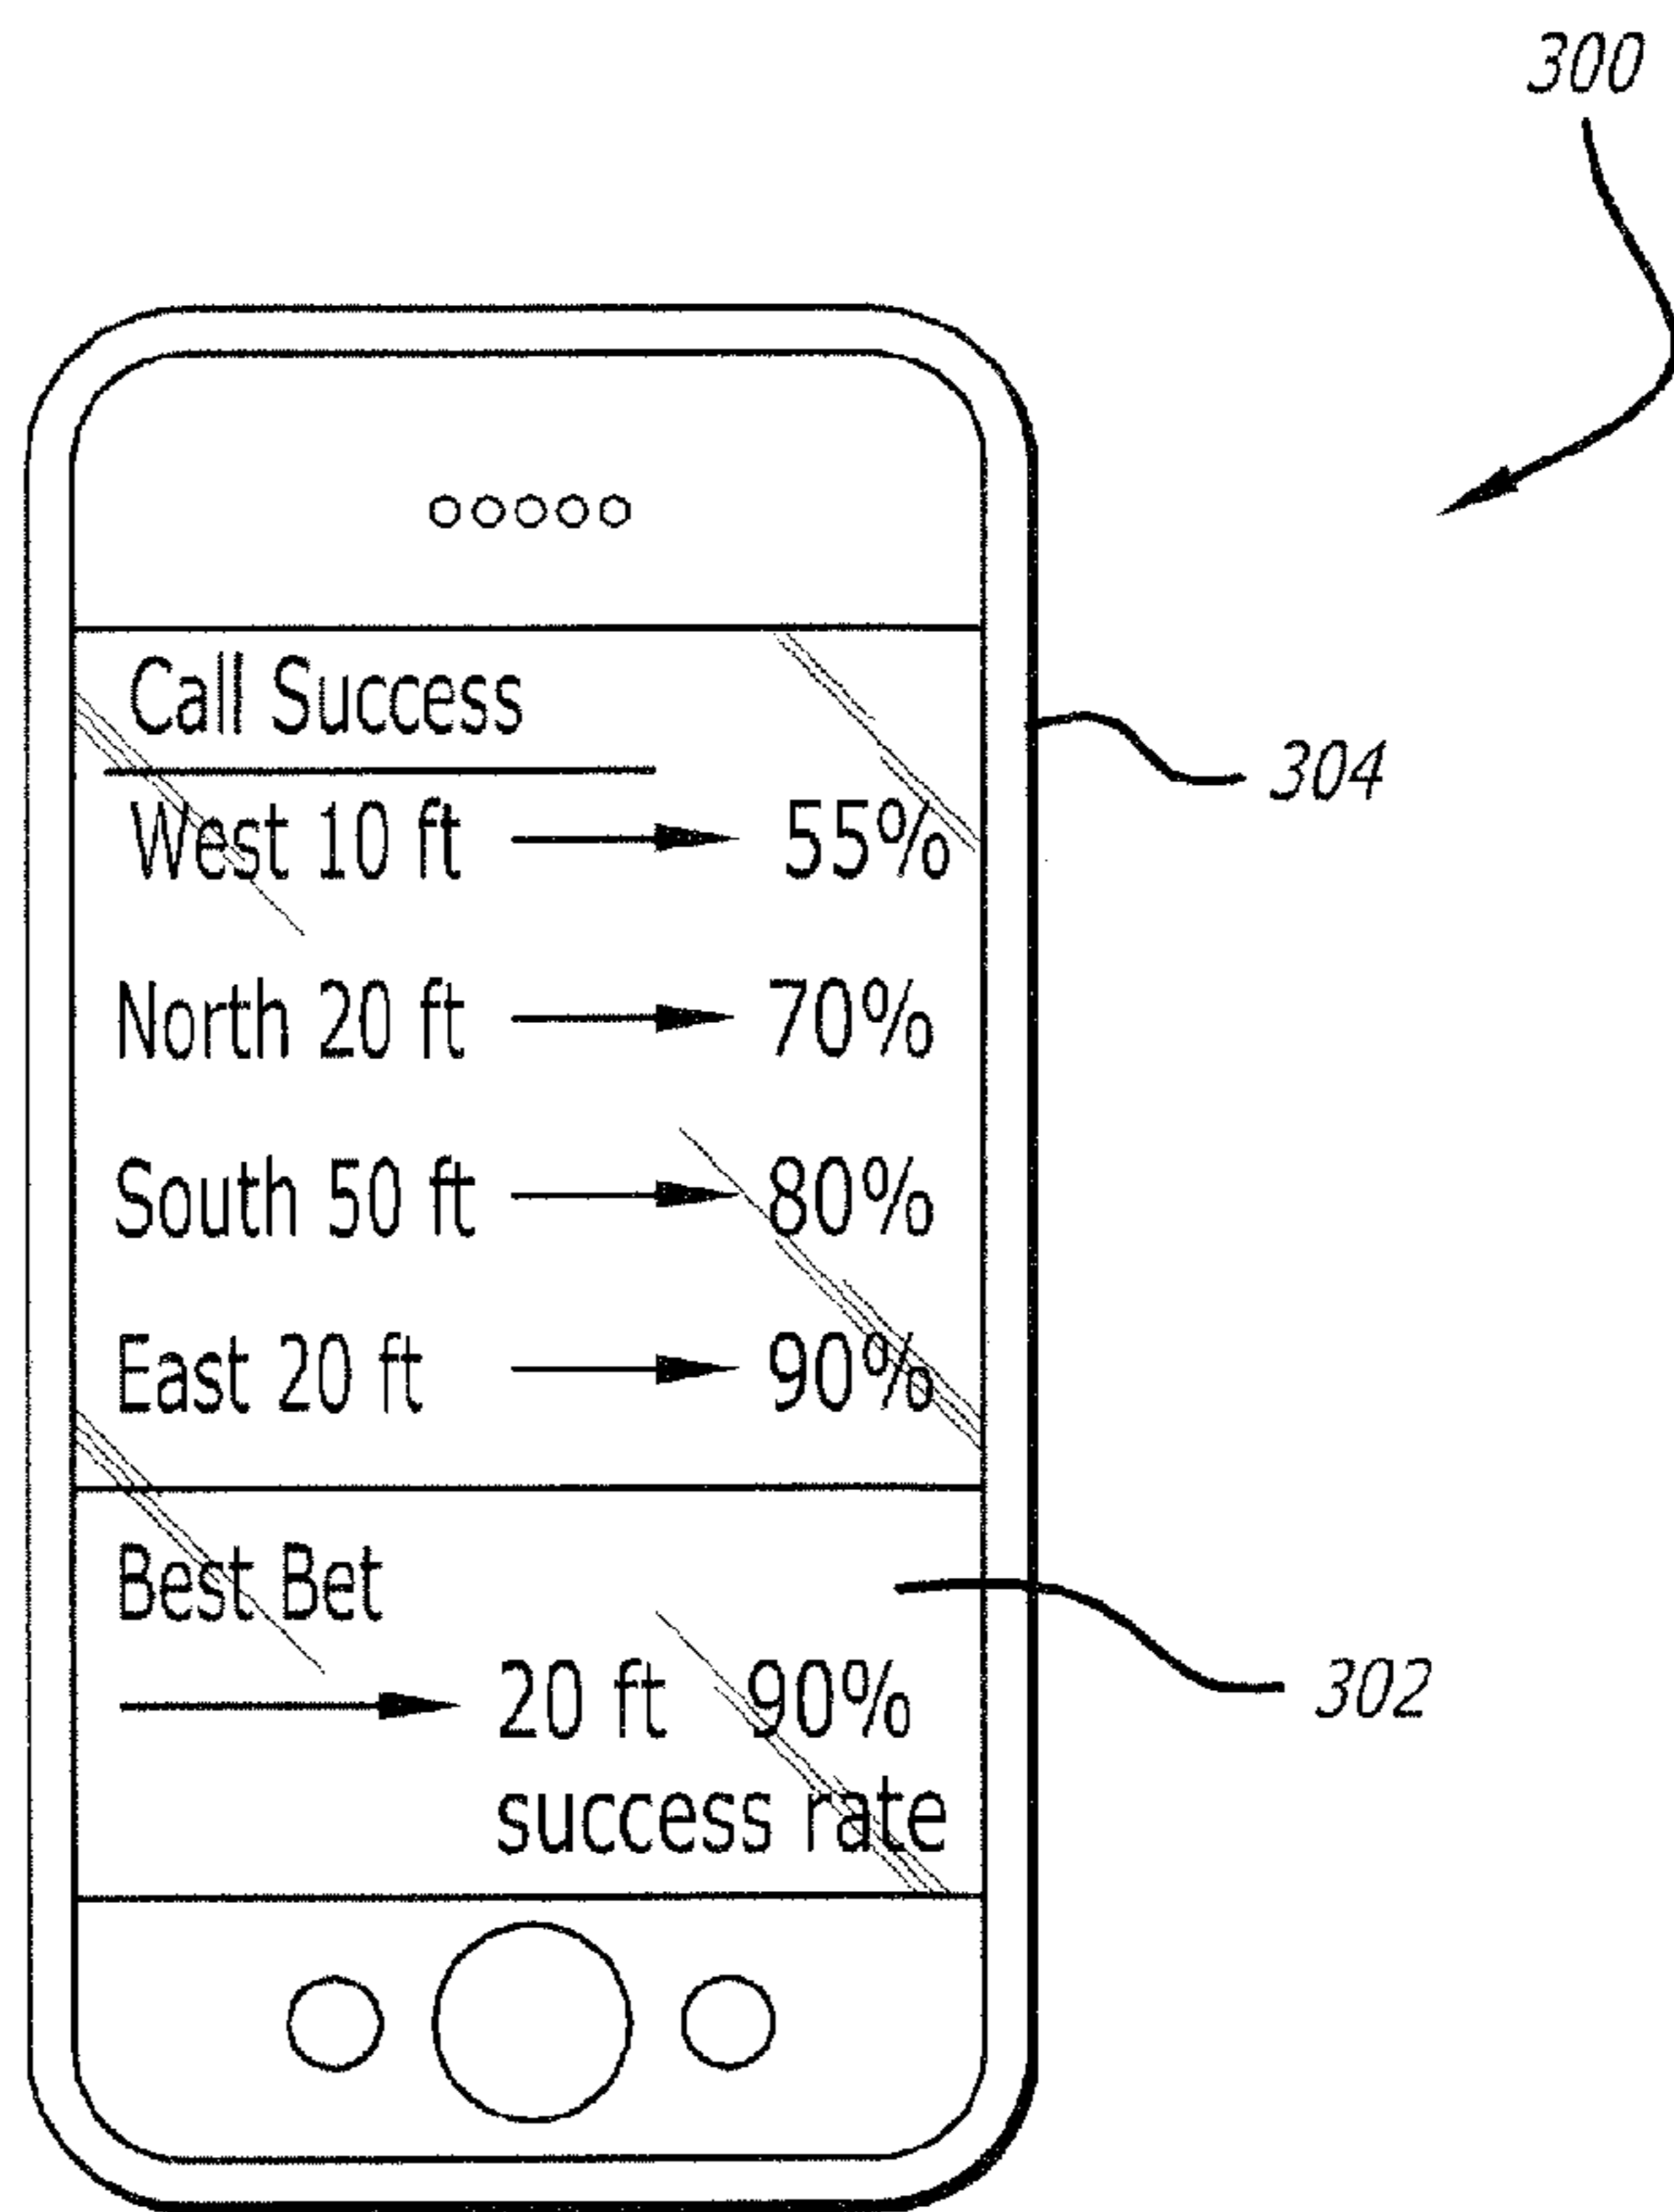 300
Call Success
304
West 10 ft 55%
North 20 ft 70%
South 50 ft 80%
East 20 ft 90%
Best Bet
302
20 ft 90%
success rate